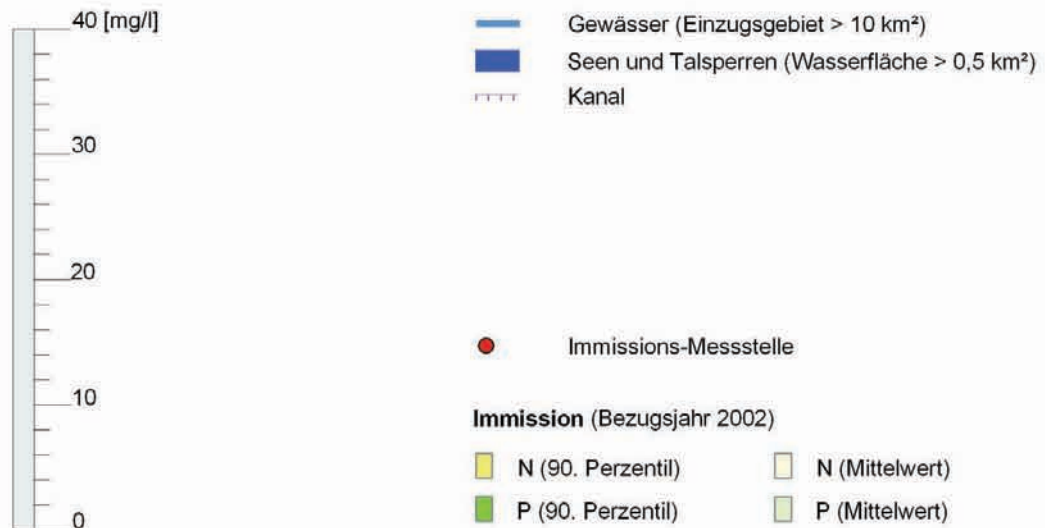 40 [mg/l]
30
20
10
0
Gewässer (Einzugsgebiet > 10 km²)
Seen und Talsperren (Wasserfläche > 0,5 km²)
Kanal
Immissions-Messstelle
Immission (Bezugsjahr 2002)
N (90. Perzentil) N (Mittelwert)
P (90. Perzentil) P (Mittelwert)